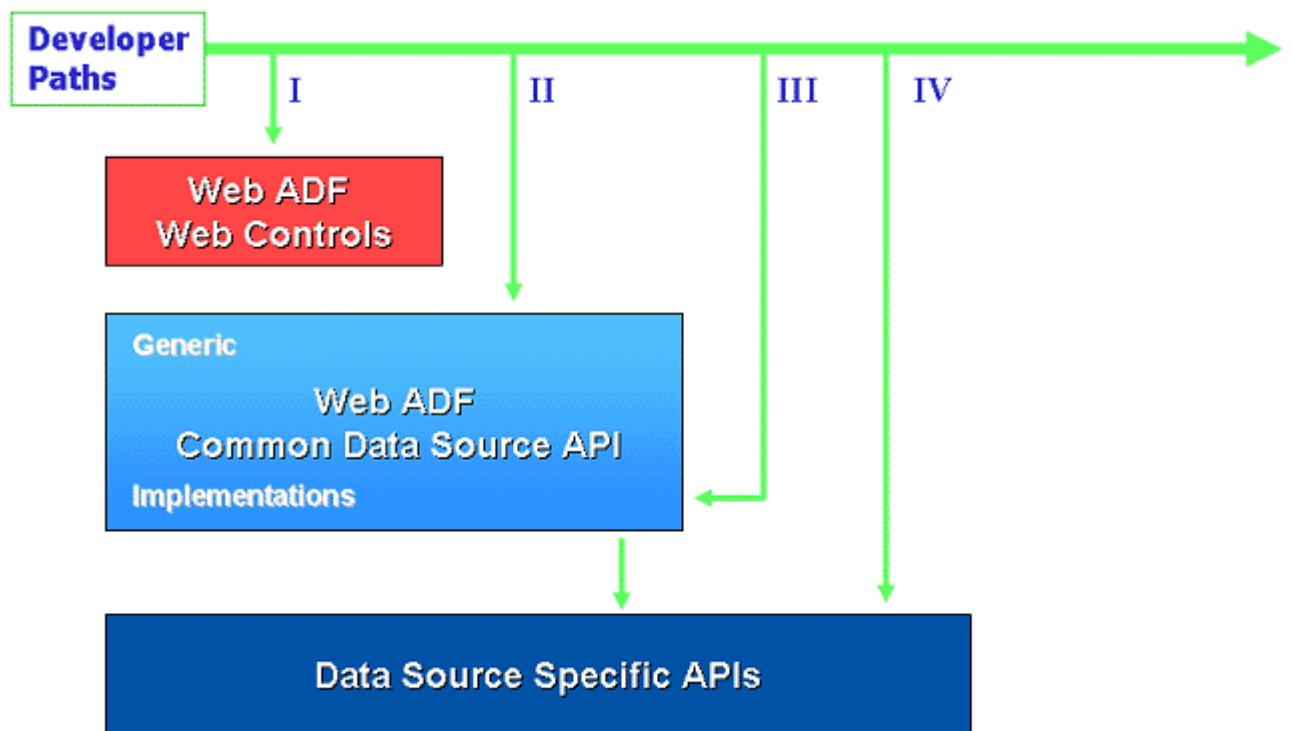 Developer
Paths
I
II
III
IV
Web ADF
Web Controls
Generic
Web ADF
Common Data Source API
Implementations
Data Source Specific APIs